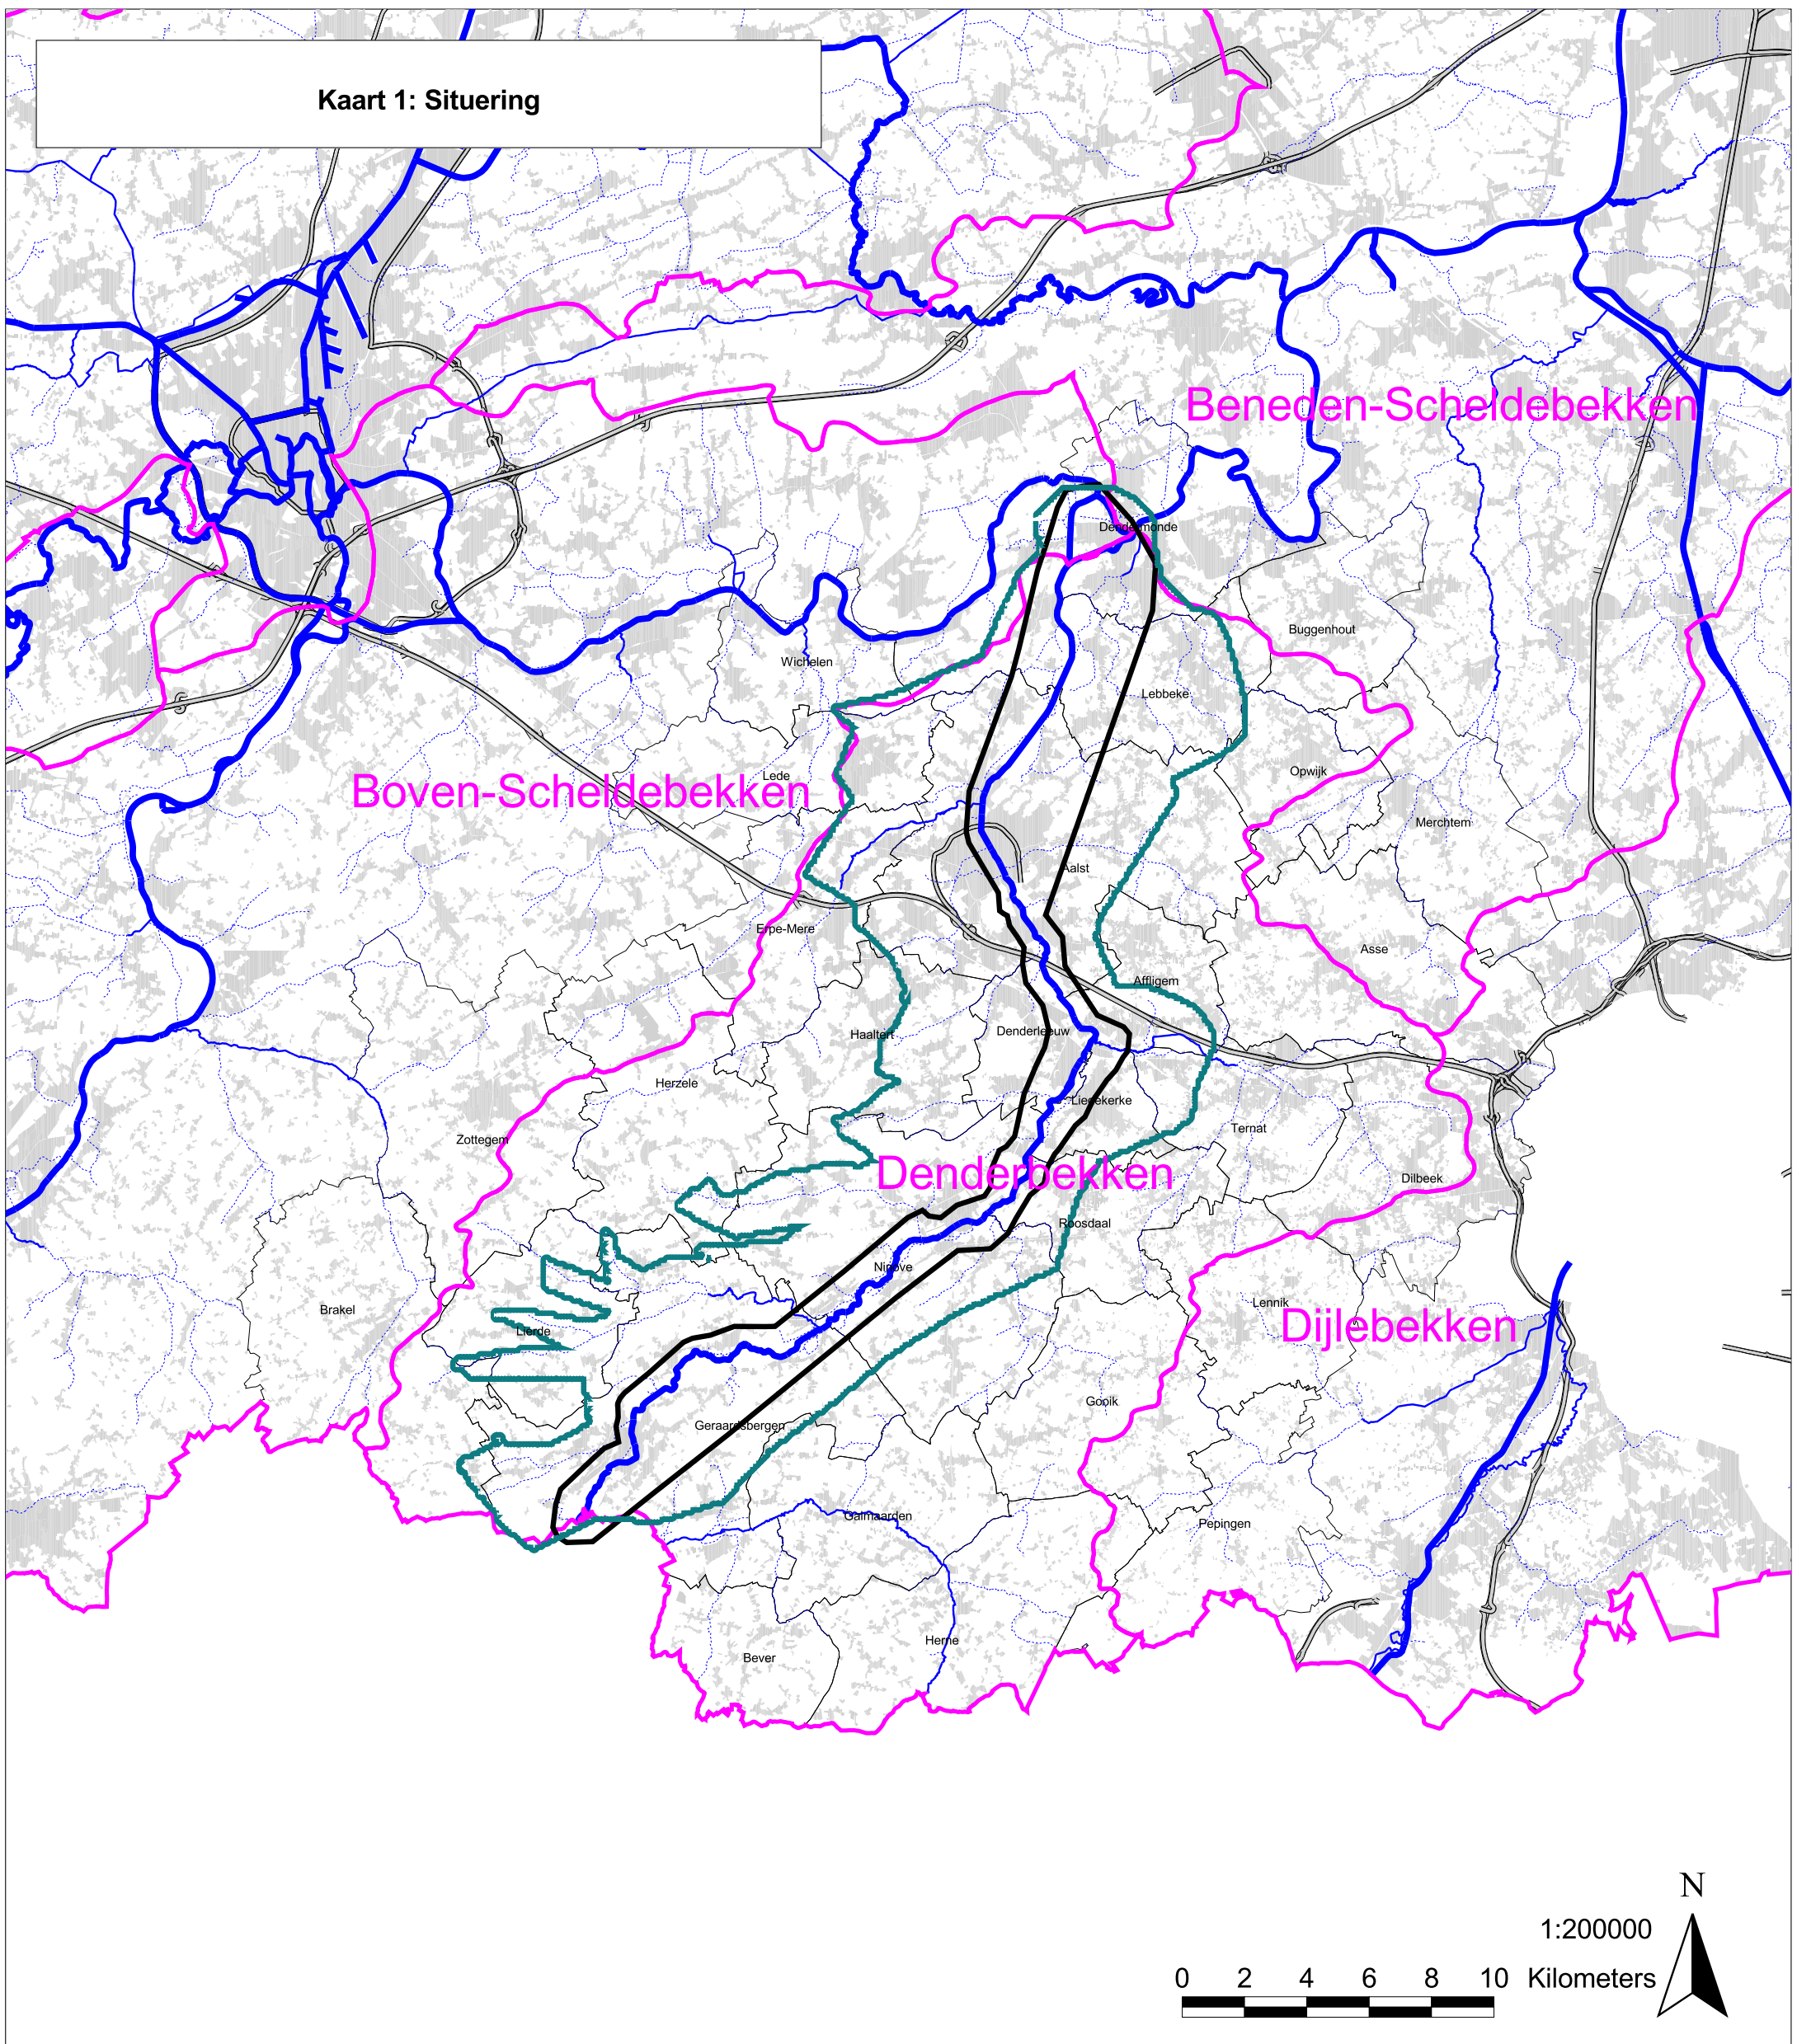 Kaart 1: Situering
Beneden-Scheldebekken
Dendermonde
Buggenhout
Wichelen
Lebbeke
Opwijk
Lede
Boven-Scheldebekken
Merchtem
Aalst
Erpe-Mere
Asse
Affligem
Denderleeuw
Haaltert
Herzele
Liedekerke
Ternat
Zottegem
Denderbekken
Dilbeek
Roosdaal
Ninove
Lennik
Brakel
Dijlebekken
Lierde
Gooik
Geraardsbergen
Galmaarden
Pepingen
Herne
Bever
N
1:200000
0 2 4 6 8 10 Kilometers